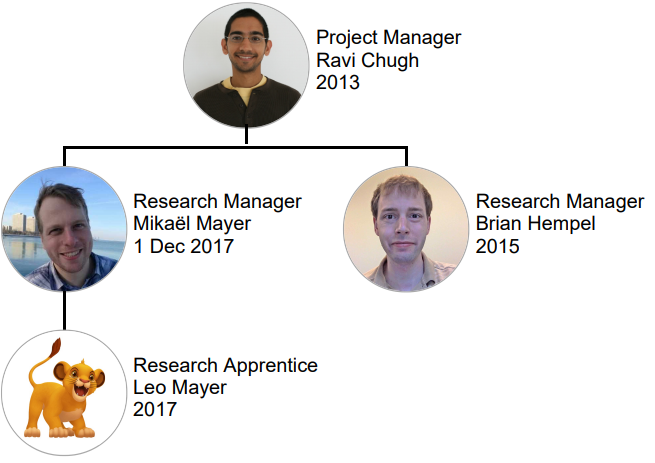 Project Manager
Ravi Chugh
2013
Research Manager
Mikaël Mayer
1 Dec 2017
Research Manager
Brian Hempel
2015
Research Apprentice
Leo Mayer
2017